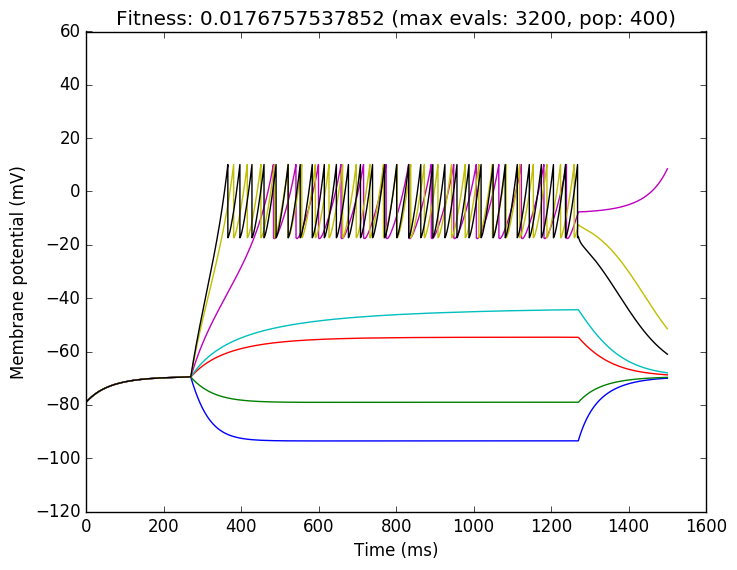 Fitness: 0.0176757537852 (max evals: 3200, pop: 400)
60
40
20
0
−20
−40
−60
−80
−100
−120
Membrane potential (mV)
0 200 400 600 800 1000 1200 1400 1600
Time (ms)